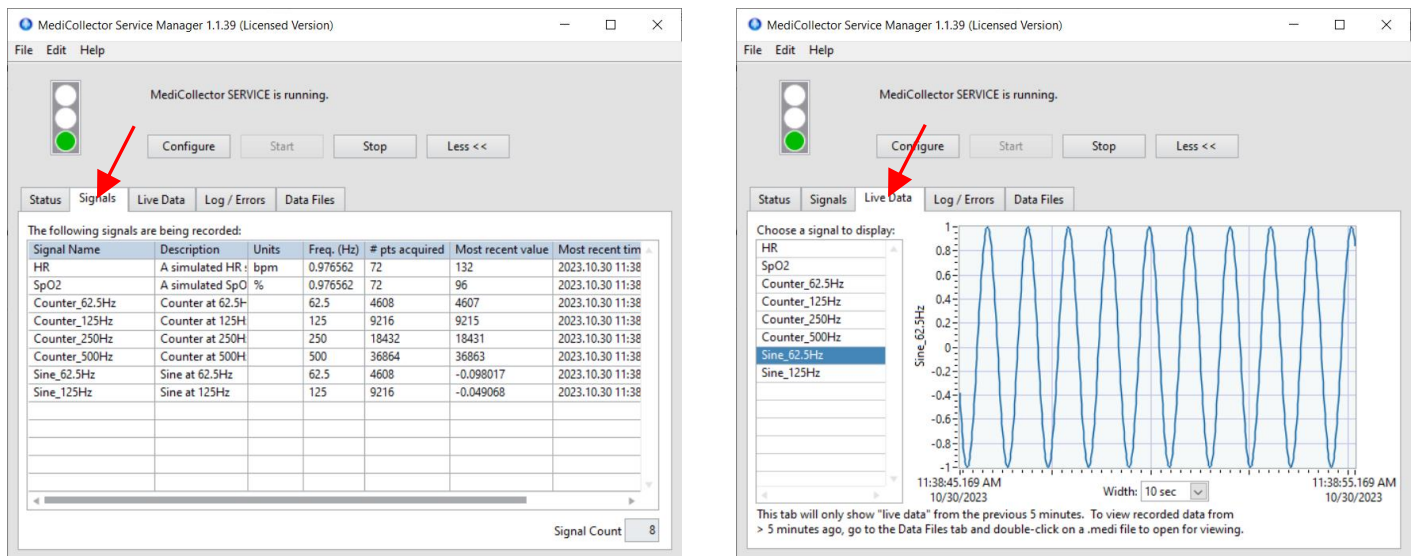 MediCollector Service Manager 1.1.39 (Licensed Version)
File Edit Help
MediCollector SERVICE is running.
Configure Start Stop Less <<
Status Signals Live Data Log / Errors Data Files
The following signals are being recorded:
Signal Name Description Units Freq. (Hz) # pts acquired Most recent value Most recent tim
HR A simulated HR s bpm 0.976562 72 132 2023.10.30 11:38
SpO2 A simulated SpO % 0.976562 72 96 2023.10.30 11:38
Counter_62.5Hz Counter at 62.5H 62.5 4608 4607 2023.10.30 11:38
Counter_125Hz Counter at 125H 125 9216 9215 2023.10.30 11:38
Counter_250Hz Counter at 250H 250 18432 18431 2023.10.30 11:38
Counter_500Hz Counter at 500H 500 36864 36863 2023.10.30 11:38
Sine_62.5Hz Sine at 62.5Hz 62.5 4608 -0.098017 2023.10.30 11:38
Sine_125Hz Sine at 125Hz 125 9216 -0.049068 2023.10.30 11:38
Signal Count 8
MediCollector Service Manager 1.1.39 (Licensed Version)
File Edit Help
MediCollector SERVICE is running.
Configure Start Stop Less <<
Status Signals Live Data Log / Errors Data Files
Choose a signal to display:
HR
SpO2
Counter_62.5Hz
Counter_125Hz
Counter_250Hz
Counter_500Hz
Sine_62.5Hz
Sine_125Hz
Sine_62.5Hz
1
0.8
0.6
0.4
0.2
0
-0.2
-0.4
-0.6
-0.8
-1
11:38:45.169 AM
10/30/2023
Width: 10 sec
11:38:55.169 AM
10/30/2023
This tab will only show "live data" from the previous 5 minutes. To view recorded data from
> 5 minutes ago, go to the Data Files tab and double-click on a .medi file to open for viewing.